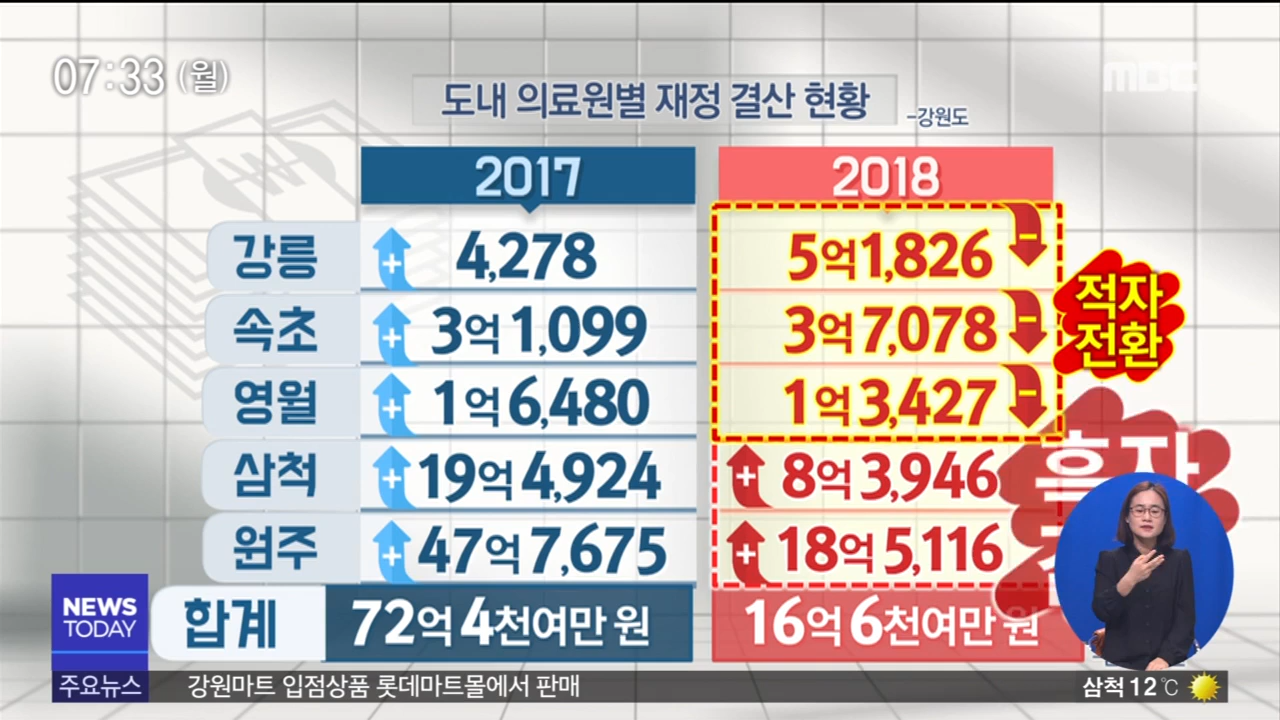 07:33 (월)
MBC
도내 의료원별 재정 결산 현황
-강원도
2017
2018
강릉 + 4,278 5억1,826 -
속초 + 3억 1,099 3억 7,078 -
영월 + 1억 6,480 1억 3,427 -
적자
전환
삼척 + 19억 4,924 + 8억 3,946
흑자
원주 + 47억 7,675 + 18억 5,116
합계 72억 4천여만 원 16억 6천여만 원
NEWS
TODAY
주요뉴스 강원마트 입점상품 롯데마트몰에서 판매 삼척 12℃